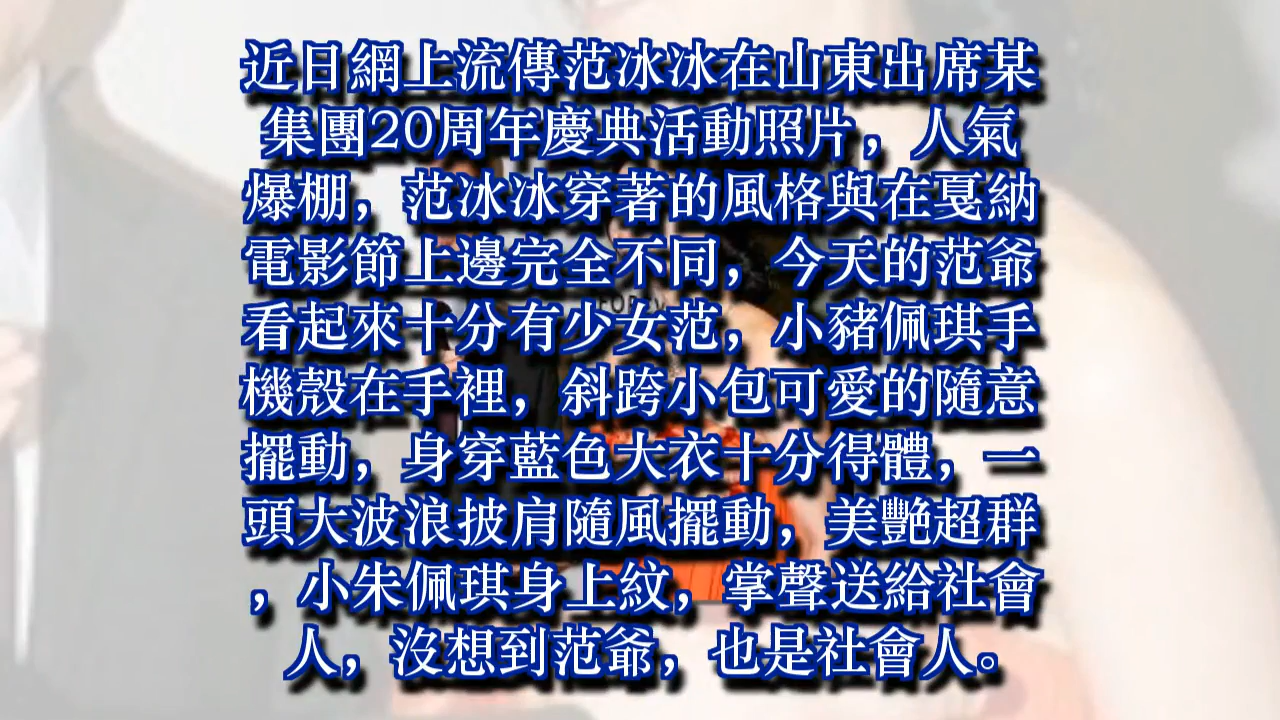 近日網上流傳范冰冰在山東出席某
集團20周年慶典活動照片，人氣
爆棚，范冰冰穿著的風格與在戛納
電影節上邊完全不同，今天的范爺
看起來十分有少女范，小豬佩琪手
機殼在手裡，斜跨小包可愛的隨意
擺動，身穿藍色大衣十分得體，一
頭大波浪披肩隨風擺動，美艷超群
，小朱佩琪身上紋，掌聲送給社會
人，沒想到范爺，也是社會人。